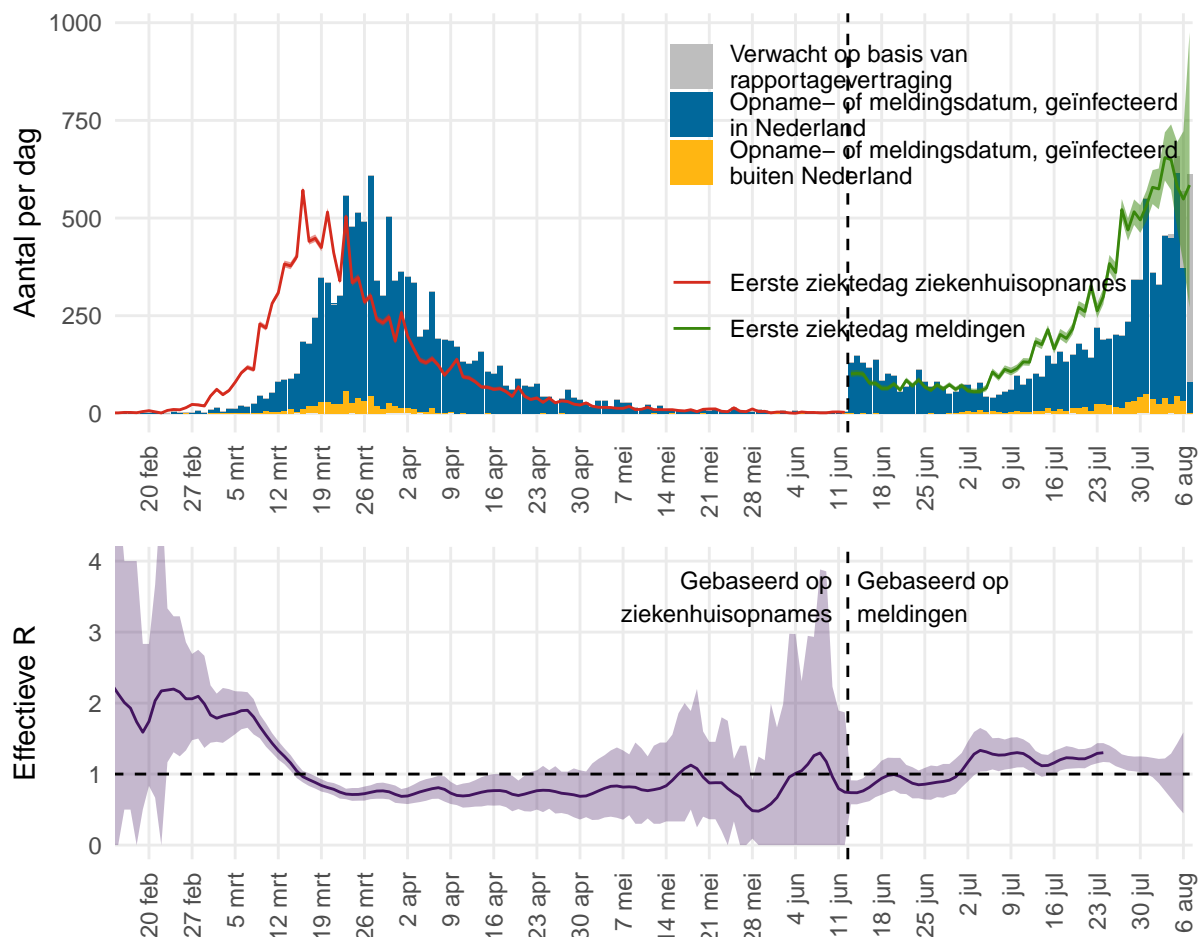 1000
750
500
250
0
Aantal per dag
Verwacht op basis van
rapportagevertraging
Opname– of meldingsdatum, geïnfecteerd
in Nederland
Opname– of meldingsdatum, geïnfecteerd
buiten Nederland
Eerste ziektedag ziekenhuisopnames
Eerste ziektedag meldingen
20 feb
27 feb
5 mrt
12 mrt
19 mrt
26 mrt
2 apr
9 apr
16 apr
23 apr
30 apr
7 mei
14 mei
21 mei
28 mei
4 jun
11 jun
18 jun
25 jun
2 jul
9 jul
16 jul
23 jul
30 jul
6 aug
4
3
2
1
0
Effectieve R
Gebaseerd op
ziekenhuisopnames
Gebaseerd op
meldingen
20 feb
27 feb
5 mrt
12 mrt
19 mrt
26 mrt
2 apr
9 apr
16 apr
23 apr
30 apr
7 mei
14 mei
21 mei
28 mei
4 jun
11 jun
18 jun
25 jun
2 jul
9 jul
16 jul
23 jul
30 jul
6 aug